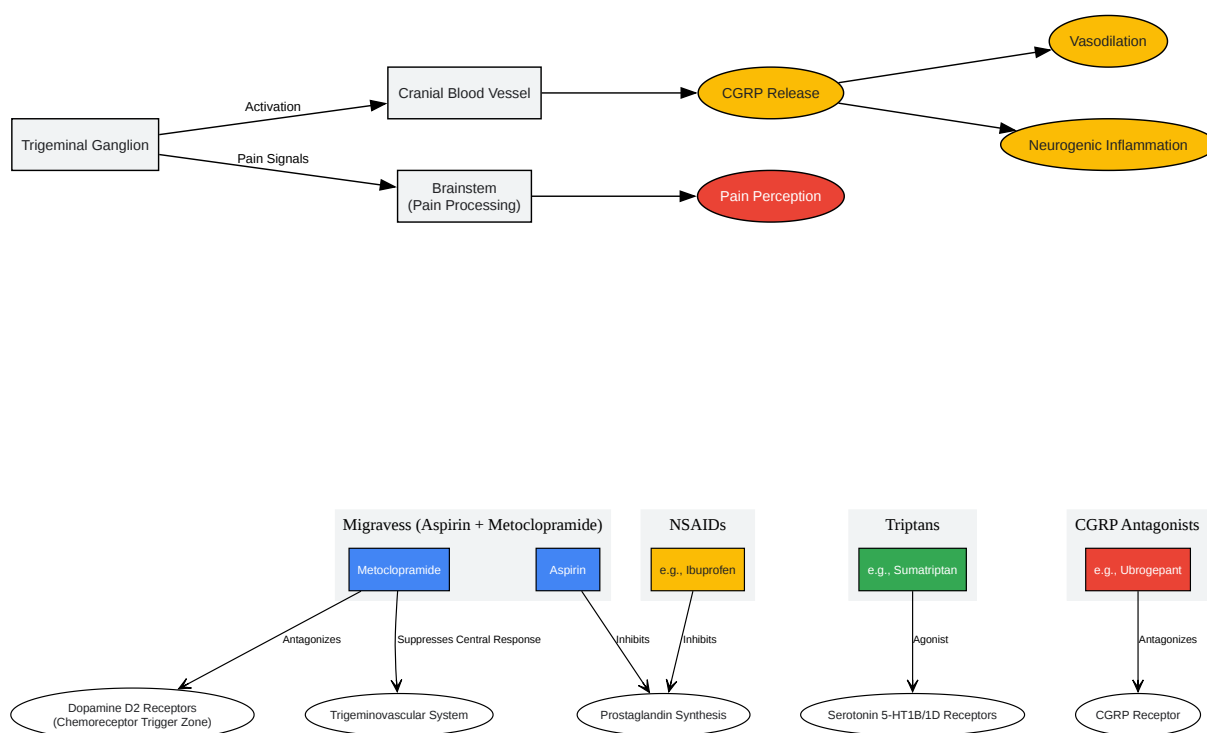 Vasodilation
Cranial Blood Vessel
CGRP Release
Activation
Trigeminal Ganglion
Neurogenic Inflammation
Pain Signals
Brainstem
(Pain Processing)
Pain Perception
Migravess (Aspirin + Metoclopramide)
NSAIDs
Triptans
CGRP Antagonists
Metoclopramide
Aspirin
e.g., Ibuprofen
e.g., Sumatriptan
e.g., Ubrogepant
Antagonizes
Suppresses Central Response
Inhibits
Inhibits
Agonist
Antagonizes
Dopamine D2 Receptors
(Chemoreceptor Trigger Zone)
Trigeminovascular System
Prostaglandin Synthesis
Serotonin 5-HT1B/1D Receptors
CGRP Receptor